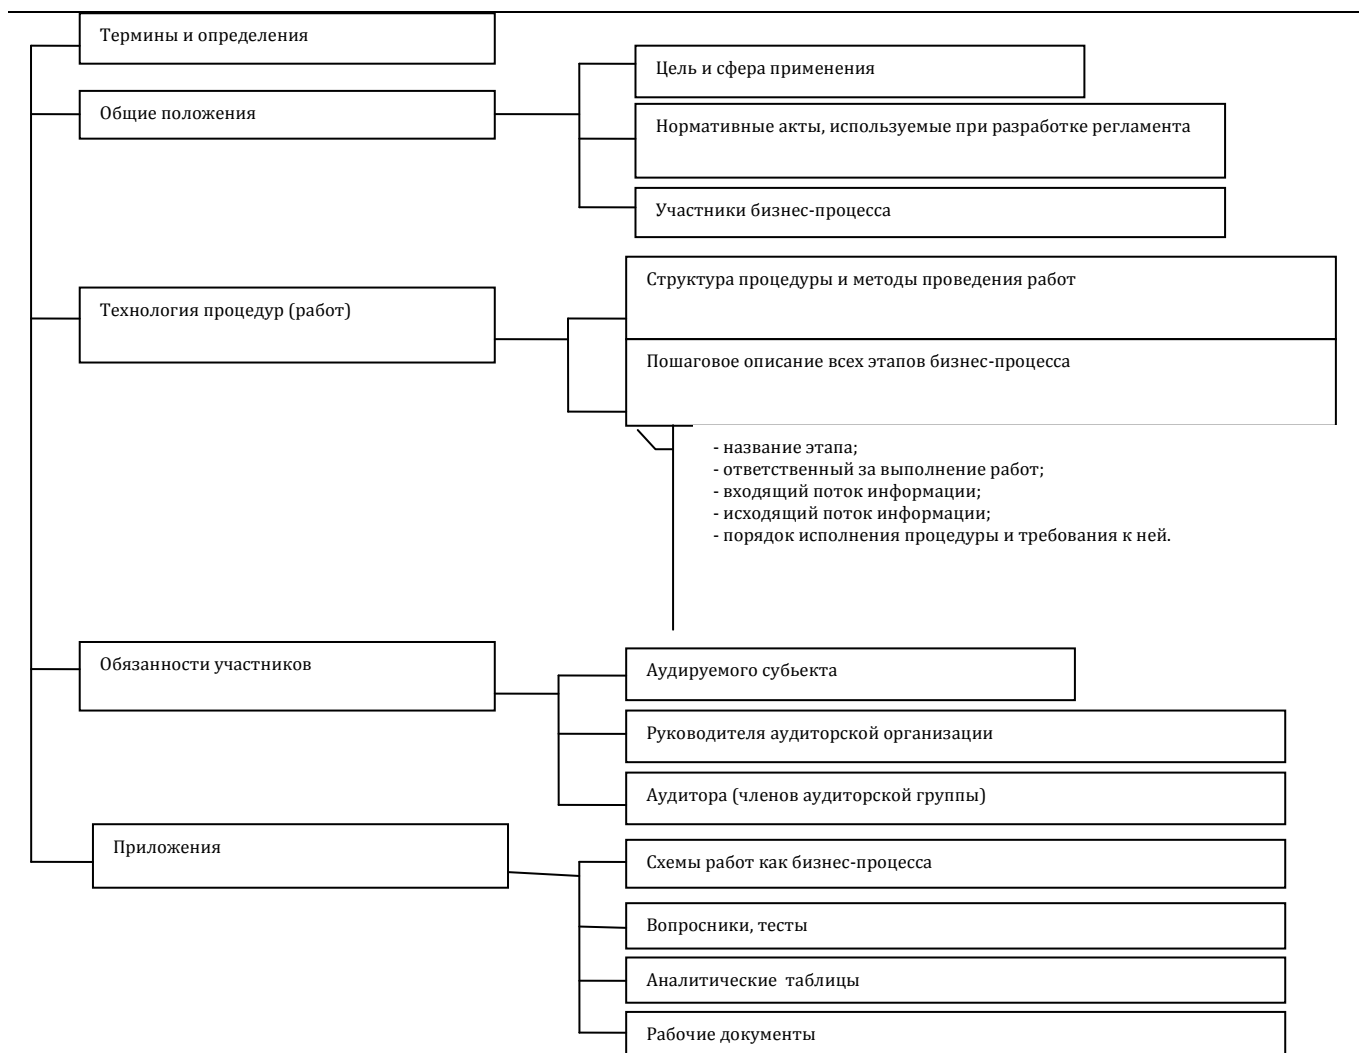 Термины и определения
Общие положения
Цель и сфера применения
Нормативные акты, используемые при разработке регламента
Участники бизнес-процесса
Технология процедур (работ)
Структура процедуры и методы проведения работ
Пошаговое описание всех этапов бизнес-процесса
- название этапа;
- ответственный за выполнение работ;
- входящий поток информации;
- исходящий поток информации;
- порядок исполнения процедуры и требования к ней.
Обязанности участников
Аудируемого субьекта
Руководителя аудиторской организации
Аудитора (членов аудиторской группы)
Приложения
Схемы работ как бизнес-процесса
Вопросники, тесты
Аналитические таблицы
Рабочие документы